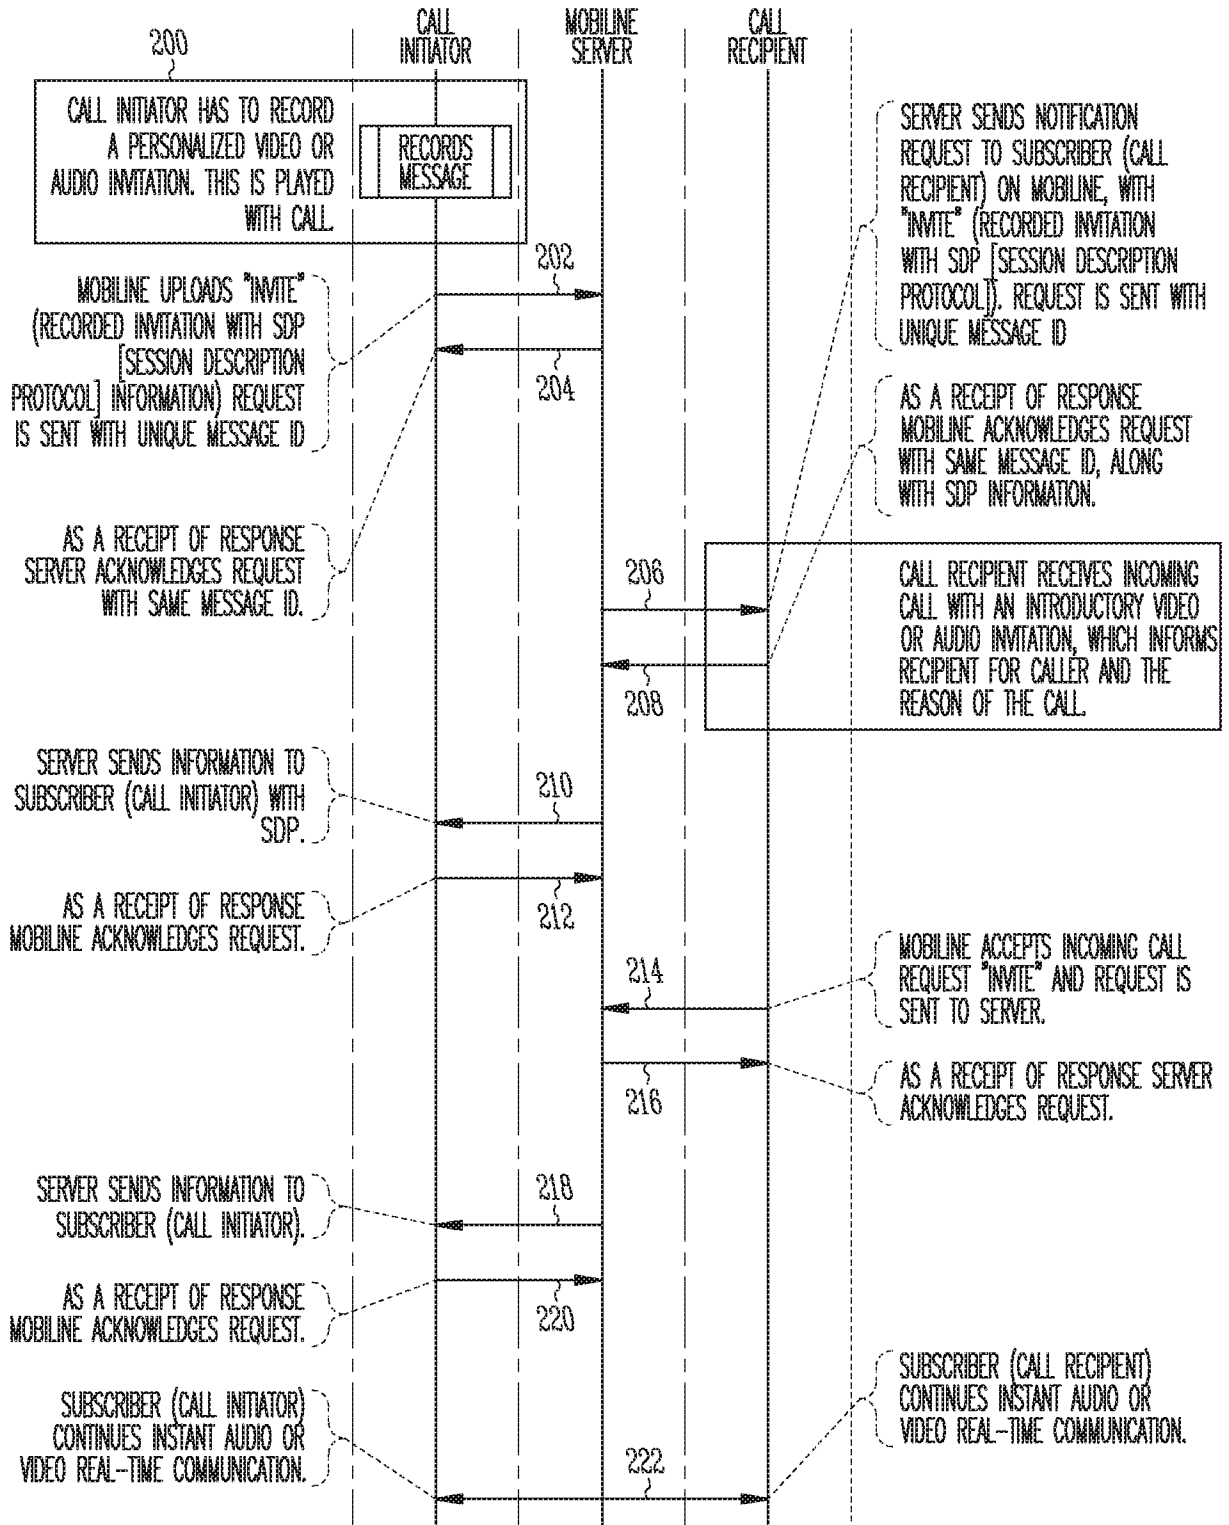 CALL
INITIATOR
MOBILINE
SERVER
CALL
RECIPIENT
200
CALL INITIATOR HAS TO RECORD
A PERSONALIZED VIDEO OR
AUDIO INVITATION. THIS IS PLAYED
WITH CALL.
RECORDS
MESSAGE
SERVER SENDS NOTIFICATION
REQUEST TO SUBSCRIBER (CALL
RECIPIENT) ON MOBILINE, WITH
"INVITE" (RECORDED INVITATION
WITH SDP [SESSION DESCRIPTION
PROTOCOL]). REQUEST IS SENT WITH
UNIQUE MESSAGE ID
202
MOBILINE UPLOADS "INVITE"
(RECORDED INVITATION WITH SDP
[SESSION DESCRIPTION
PROTOCOL] INFORMATION) REQUEST
IS SENT WITH UNIQUE MESSAGE ID
204
AS A RECEIPT OF RESPONSE
MOBILINE ACKNOWLEDGES REQUEST
WITH SAME MESSAGE ID, ALONG
WITH SDP INFORMATION.
AS A RECEIPT OF RESPONSE
SERVER ACKNOWLEDGES REQUEST
WITH SAME MESSAGE ID.
206
208
CALL RECIPIENT RECEIVES INCOMING
CALL WITH AN INTRODUCTORY VIDEO
OR AUDIO INVITATION, WHICH INFORMS
RECIPIENT FOR CALLER AND THE
REASON OF THE CALL.
SERVER SENDS INFORMATION TO
SUBSCRIBER (CALL INITIATOR) WITH
SDP.
210
AS A RECEIPT OF RESPONSE
MOBILINE ACKNOWLEDGES REQUEST.
212
214
MOBILINE ACCEPTS INCOMING CALL
REQUEST "INVITE" AND REQUEST IS
SENT TO SERVER.
216
AS A RECEIPT OF RESPONSE SERVER
ACKNOWLEDGES REQUEST.
SERVER SENDS INFORMATION TO
SUBSCRIBER (CALL INITIATOR).
218
AS A RECEIPT OF RESPONSE
MOBILINE ACKNOWLEDGES REQUEST.
220
SUBSCRIBER (CALL INITIATOR)
CONTINUES INSTANT AUDIO OR
VIDEO REAL-TIME COMMUNICATION.
222
SUBSCRIBER (CALL RECIPIENT)
CONTINUES INSTANT AUDIO OR
VIDEO REAL-TIME COMMUNICATION.